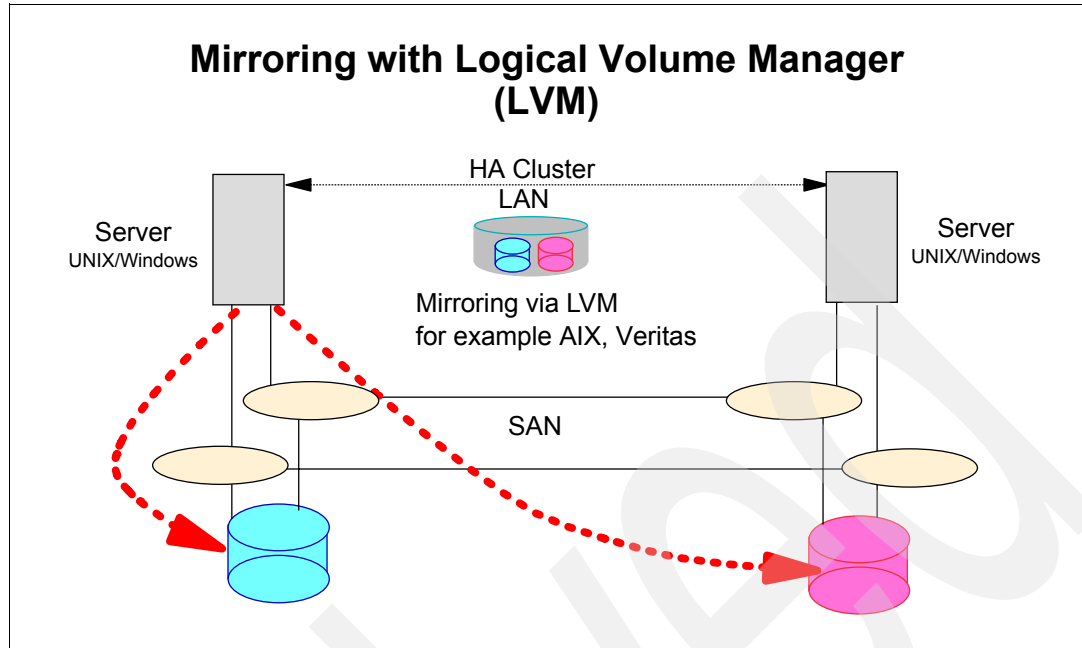 Mirroring with Logical Volume Manager
(LVM)
HA Cluster
LAN
Server
UNIX/Windows
Server
UNIX/Windows
Mirroring via LVM
for example AIX, Veritas
SAN